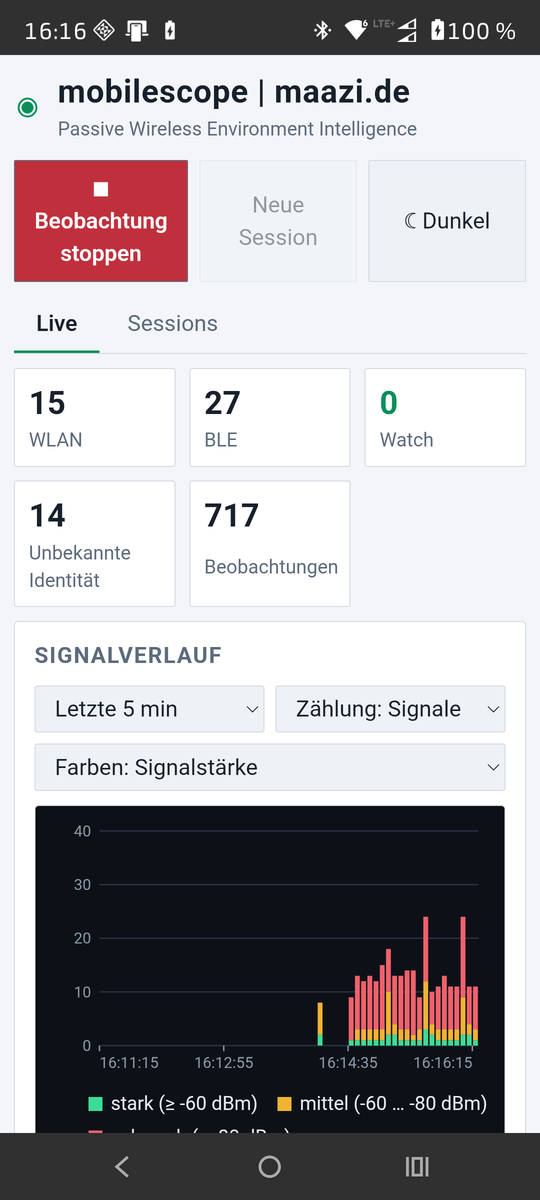 16:16
LTE+
6
100 %
mobilescope | maazi.de
Passive Wireless Environment Intelligence
Beobachtung
stoppen
Neue
Session
Dunkel
Live
Sessions
15
WLAN
27
BLE
0
Watch
14
Unbekannte
Identität
717
Beobachtungen
SIGNALVERLAUF
Letzte 5 min
Zählung: Signale
Farben: Signalstärke
40
30
20
10
0
16:11:15
16:12:55
16:14:35
16:16:15
stark (≥ -60 dBm)
mittel (-60 … -80 dBm)